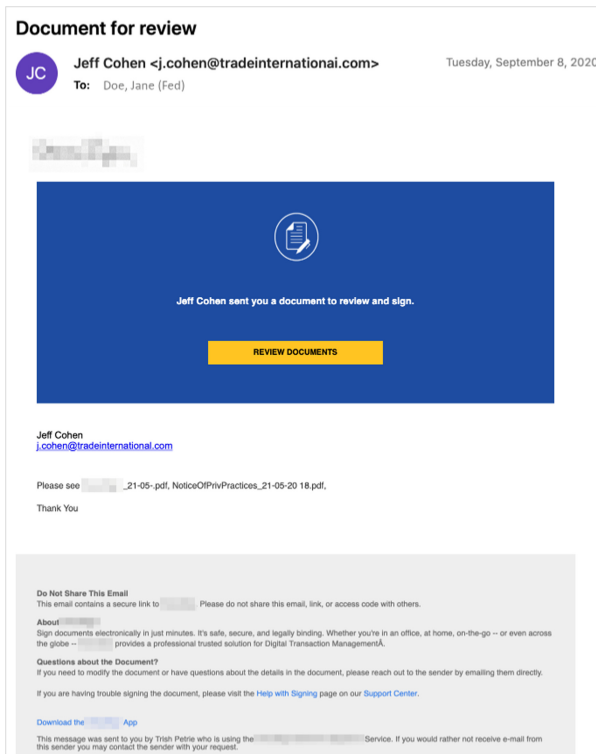 Document for review
JC
Jeff Cohen <j.cohen@tradeinternationai.com>
Tuesday, September 8, 2020
To: Doe, Jane (Fed)
Jeff Cohen sent you a document to review and sign.
REVIEW DOCUMENTS
Jeff Cohen
j.cohen@tradeinternational.com
Please see _21-05-.pdf, NoticeOfPrivPractices_21-05-20 18.pdf,
Thank You
Do Not Share This Email
This email contains a secure link to Please do not share this email, link, or access code with others.
About
Sign documents electronically in just minutes. It's safe, secure, and legally binding. Whether you're in an office, at home, on-the-go -- or even across
the globe -- provides a professional trusted solution for Digital Transaction ManagementÂ.
Questions about the Document?
If you need to modify the document or have questions about the details in the document, please reach out to the sender by emailing them directly.
If you are having trouble signing the document, please visit the Help with Signing page on our Support Center.
Download the App
This message was sent to you by Trish Petrie who is using the Service. If you would rather not receive e-mail from
this sender you may contact the sender with your request.